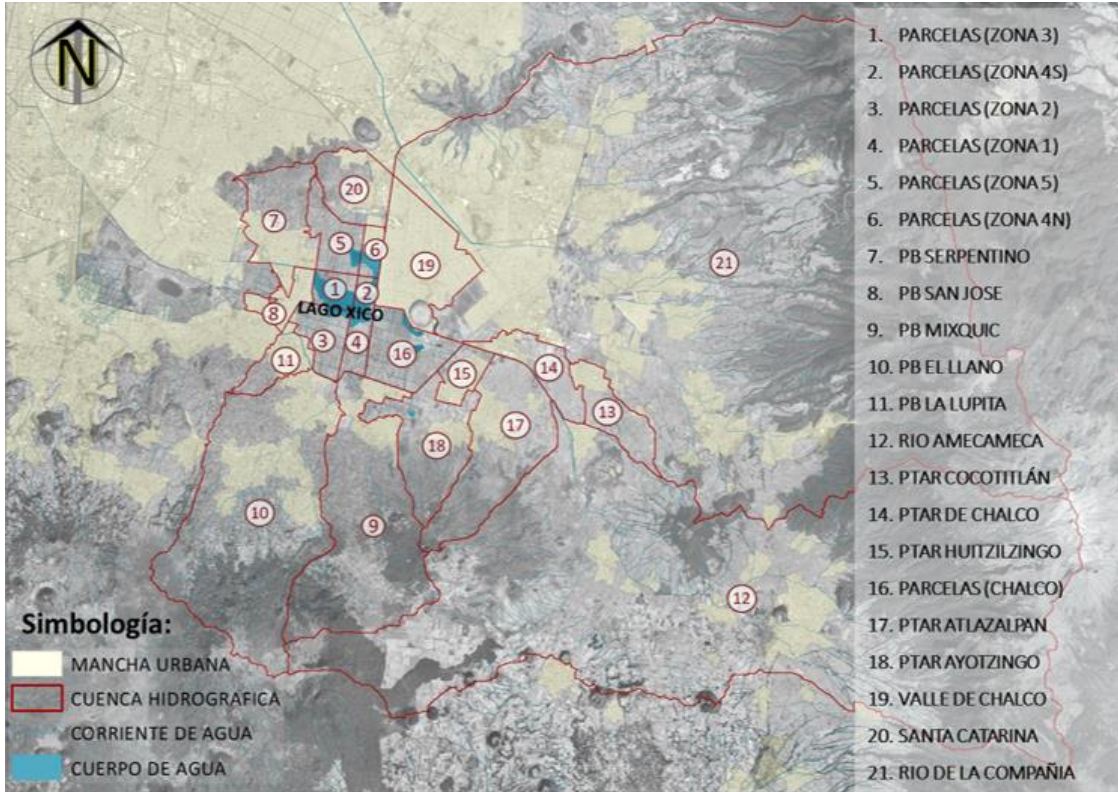 N
20
7
5
6
19
21
1
2
LAGO XICO
8
3
4
16
11
14
15
13
17
18
10
9
12
Simbología:
MANCHA URBANA
CUENCA HIDROGRAFICA
CORRIENTE DE AGUA
CUERPO DE AGUA
1. PARCELAS (ZONA 3)
2. PARCELAS (ZONA 4S)
3. PARCELAS (ZONA 2)
4. PARCELAS (ZONA 1)
5. PARCELAS (ZONA 5)
6. PARCELAS (ZONA 4N)
7. PB SERPENTINO
8. PB SAN JOSE
9. PB MIXQUIC
10. PB EL LLANO
11. PB LA LUPITA
12. RIO AMECAMECA
13. PTAR COCOTITLÁN
14. PTAR DE CHALCO
15. PTAR HUITZILZINGO
16. PARCELAS (CHALCO)
17. PTAR ATLAZALPAN
18. PTAR AYOTZINGO
19. VALLE DE CHALCO
20. SANTA CATARINA
21. RIO DE LA COMPAÑIA